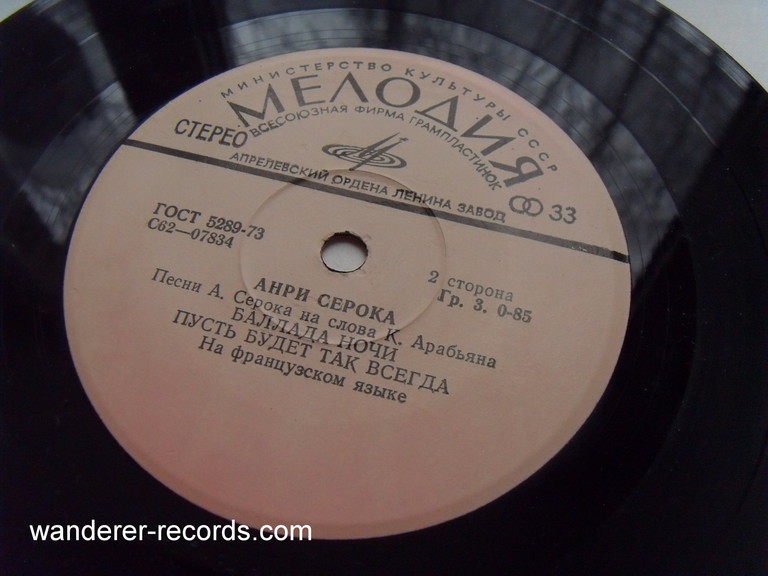 МИНИСТЕРСТВО КУЛЬТУРЫ СССР
МЕЛОДИЯ
ВСЕСОЮЗНАЯ ФИРМА ГРАМПЛАСТИНОК
СТЕРЕО
АПРЕЛЕВСКИЙ ОРДЕНА ЛЕНИНА ЗАВОД
33
ГОСТ 5289-73
С62—07834
2 сторона
Гр. 3. 0-85
АНРИ СЕРОКА
Песни А. Серока на слова К. Арабьяна
БАЛЛАДА НОЧИ
ПУСТЬ БУДЕТ ТАК ВСЕГДА
На французском языке
wanderer-records.com